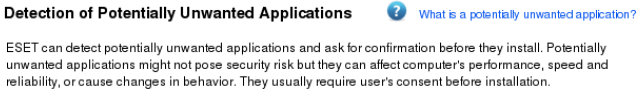 Detection of Potentially Unwanted Applications
? What is a potentially unwanted application?
ESET can detect potentially unwanted applications and ask for confirmation before they install. Potentially
unwanted applications might not pose security risk but they can affect computer's performance, speed and
reliability, or cause changes in behavior. They usually require user's consent before installation.